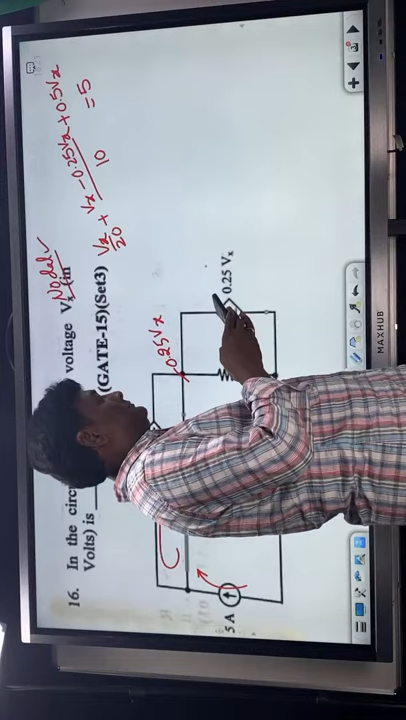 16. In the circ voltage Vx (in
Volts) is (GATE-15)(Set3)
Nodal
Vx/20 + Vx - 0.25Vx/10 + 0.5Vx
= 5
0.25Vx
0.25 Vx
5 A
MAXHUB